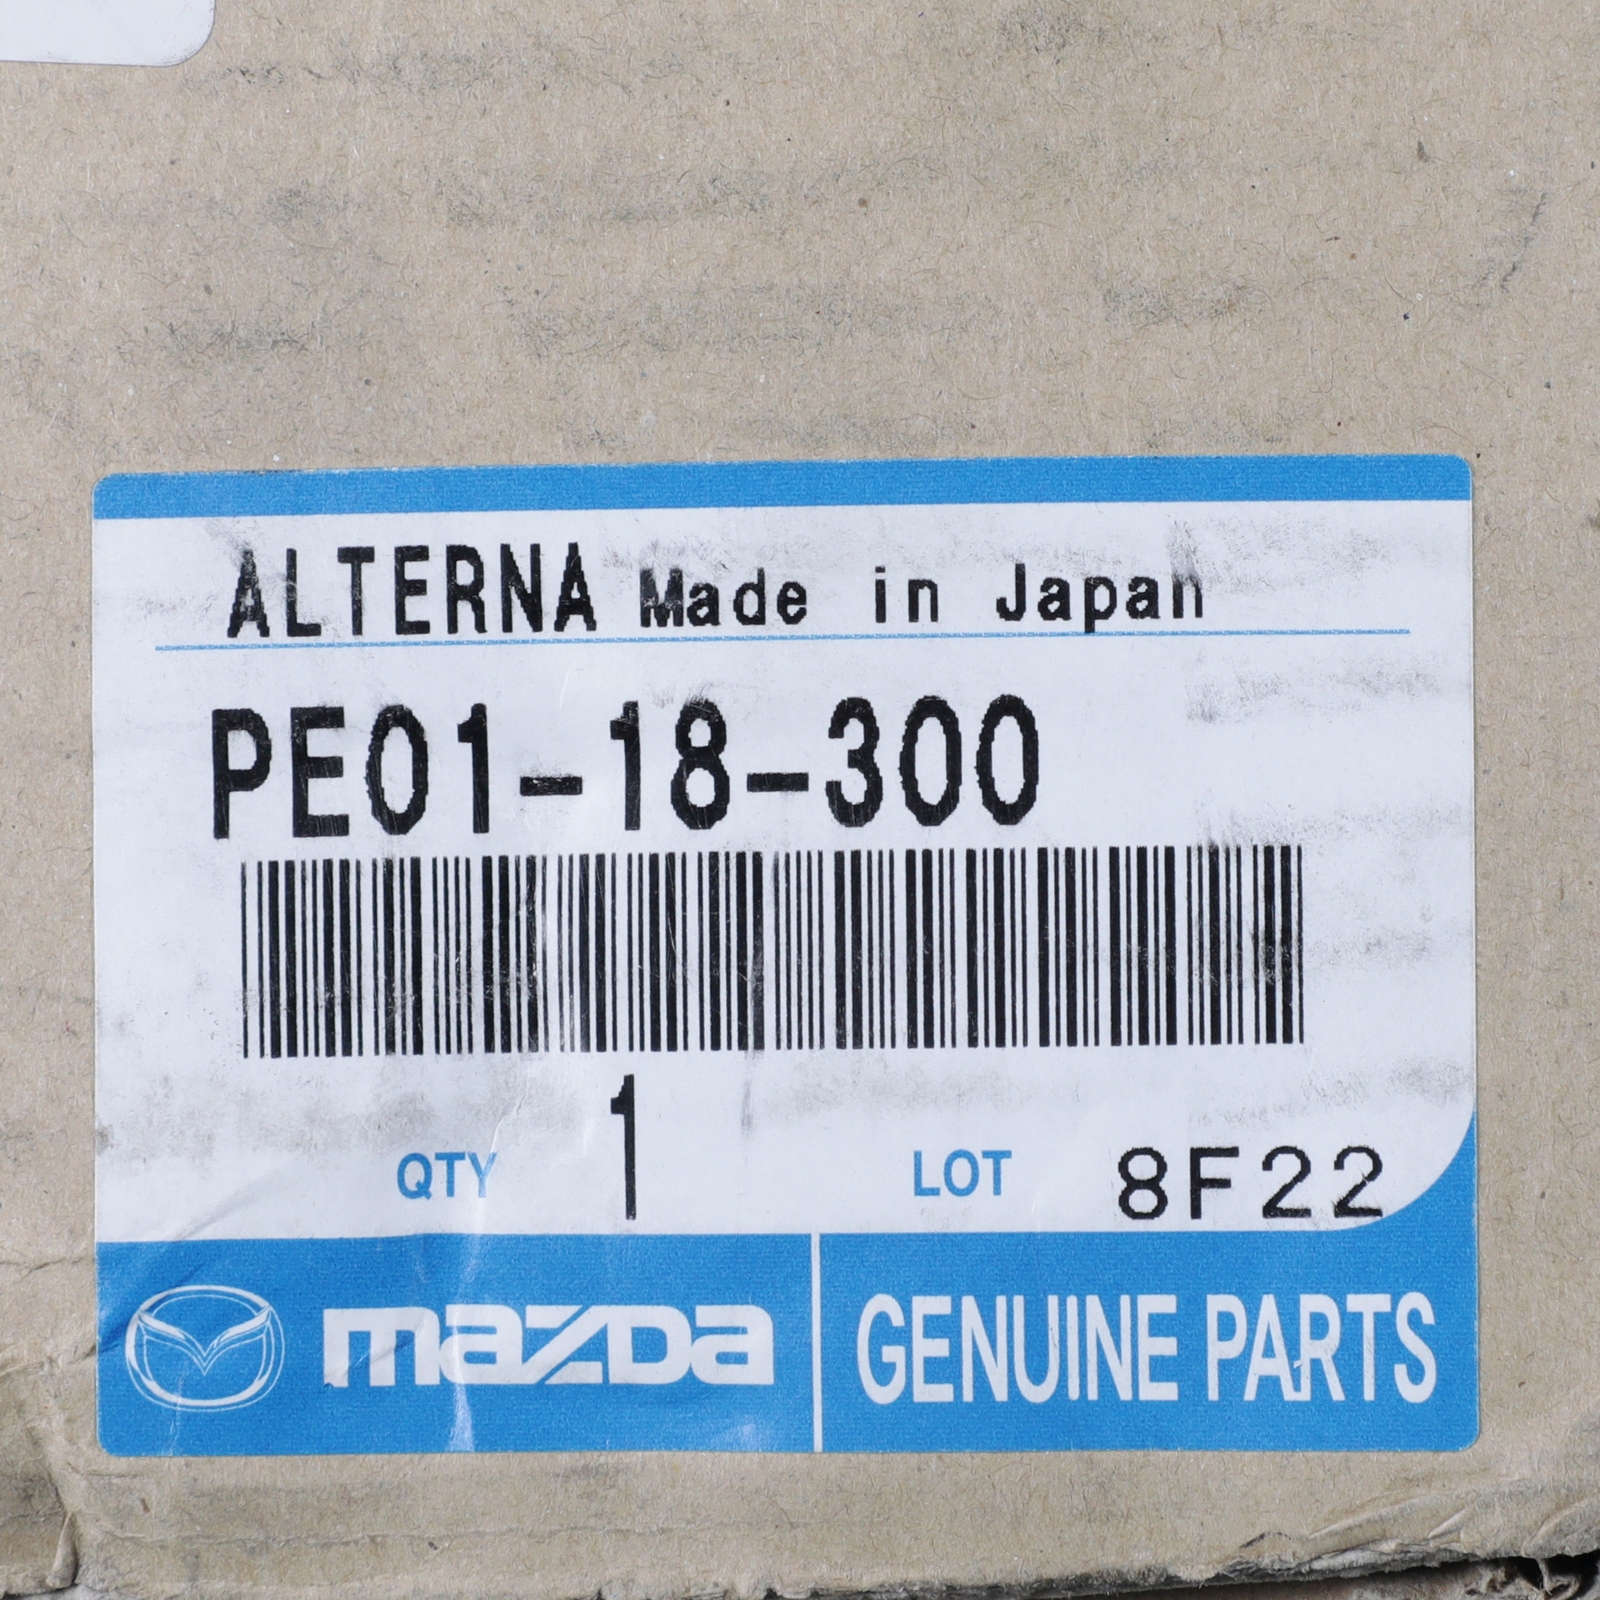 ALTERNA Made in Japan
PE01-18-300
QTY 1 LOT 8F22
mazda GENUINE PARTS